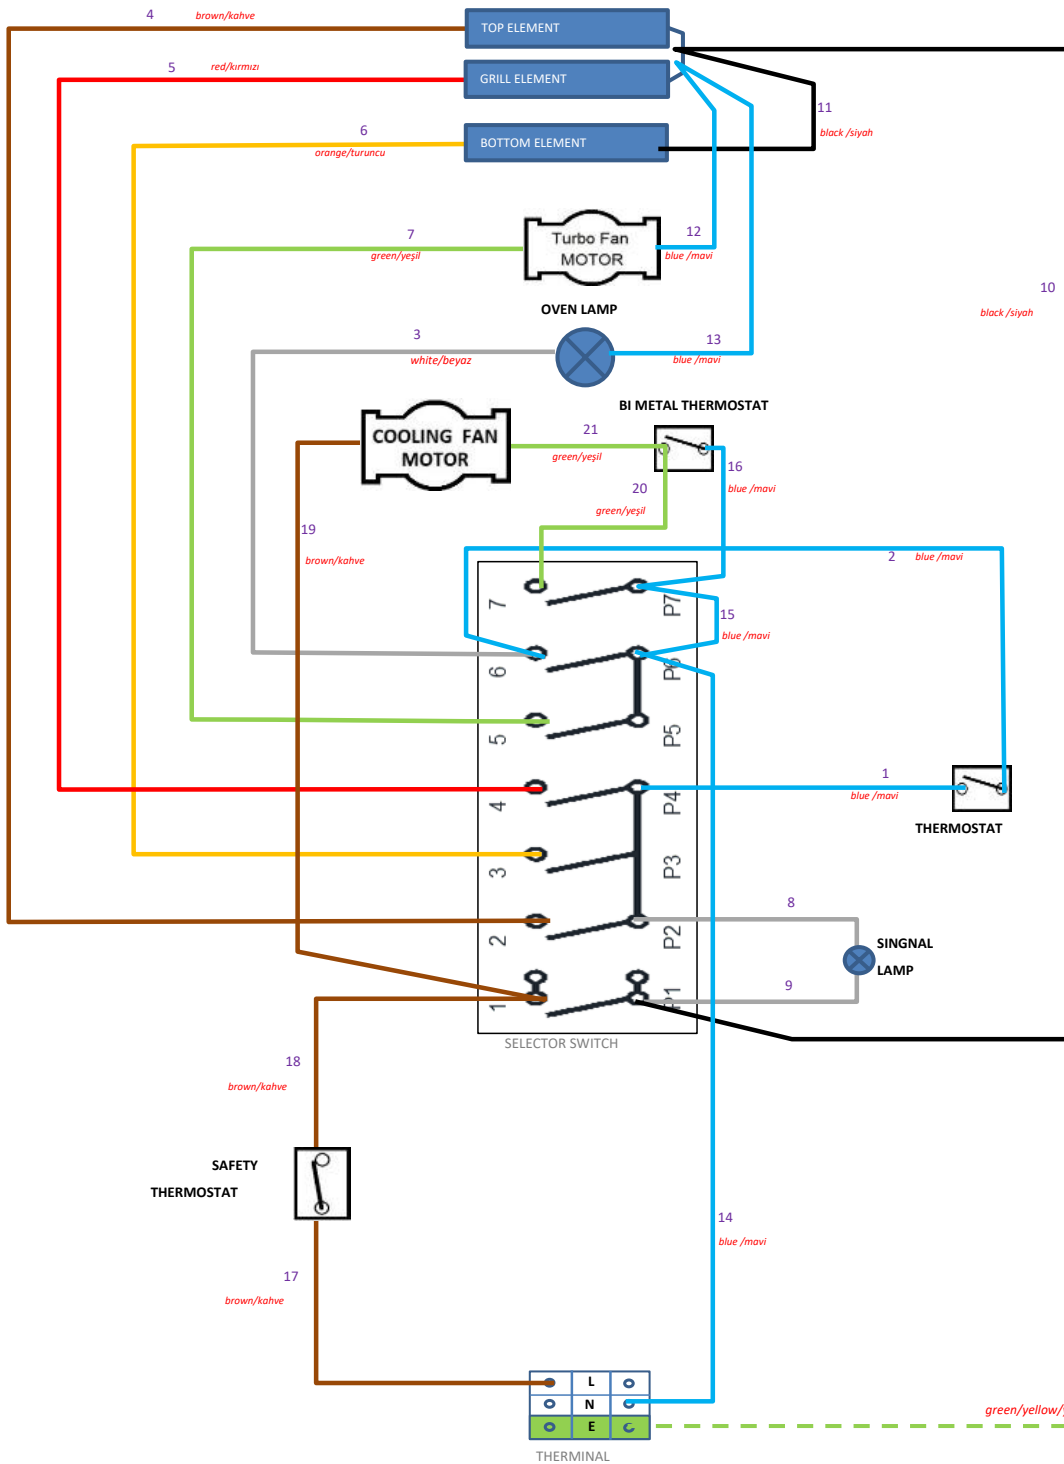 4 brown/kahve
TOP ELEMENT
5 red/kırmızı
GRILL ELEMENT
11
black /siyah
6
orange/turuncu
BOTTOM ELEMENT
7
green/yeşil
Turbo Fan
MOTOR
12
blue /mavi
10
black /siyah
OVEN LAMP
3
white/beyaz
13
blue /mavi
BI METAL THERMOSTAT
COOLING FAN
MOTOR
21
green/yeşil
16
blue /mavi
20
green/yeşil
19
brown/kahve
2 blue /mavi
7 P7
15
blue /mavi
6 P6
5 P5
4 P4
1
blue /mavi
THERMOSTAT
3 P3
8
2 P2
SINGNAL
LAMP
9
1 P1
SELECTOR SWITCH
18
brown/kahve
SAFETY
THERMOSTAT
14
blue /mavi
17
brown/kahve
L
N
E
green/yellow/
THERMINAL